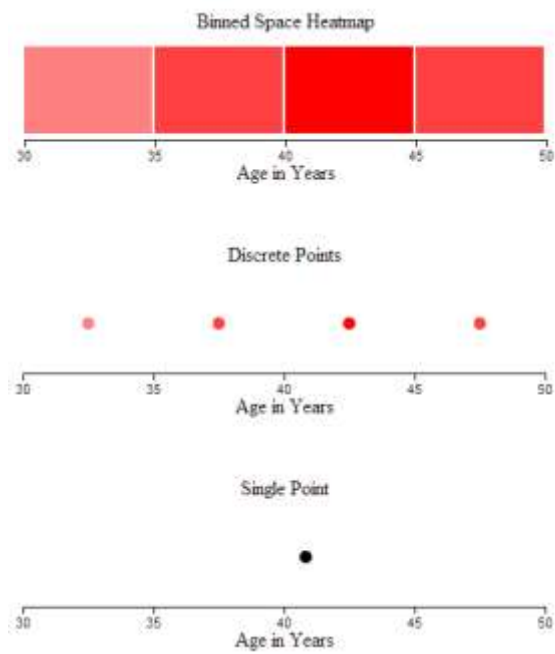 Binned Space Heatmap
30 35 40 45 50
Age in Years
Discrete Points
30 35 40 45 50
Age in Years
Single Point
30 35 40 45 50
Age in Years